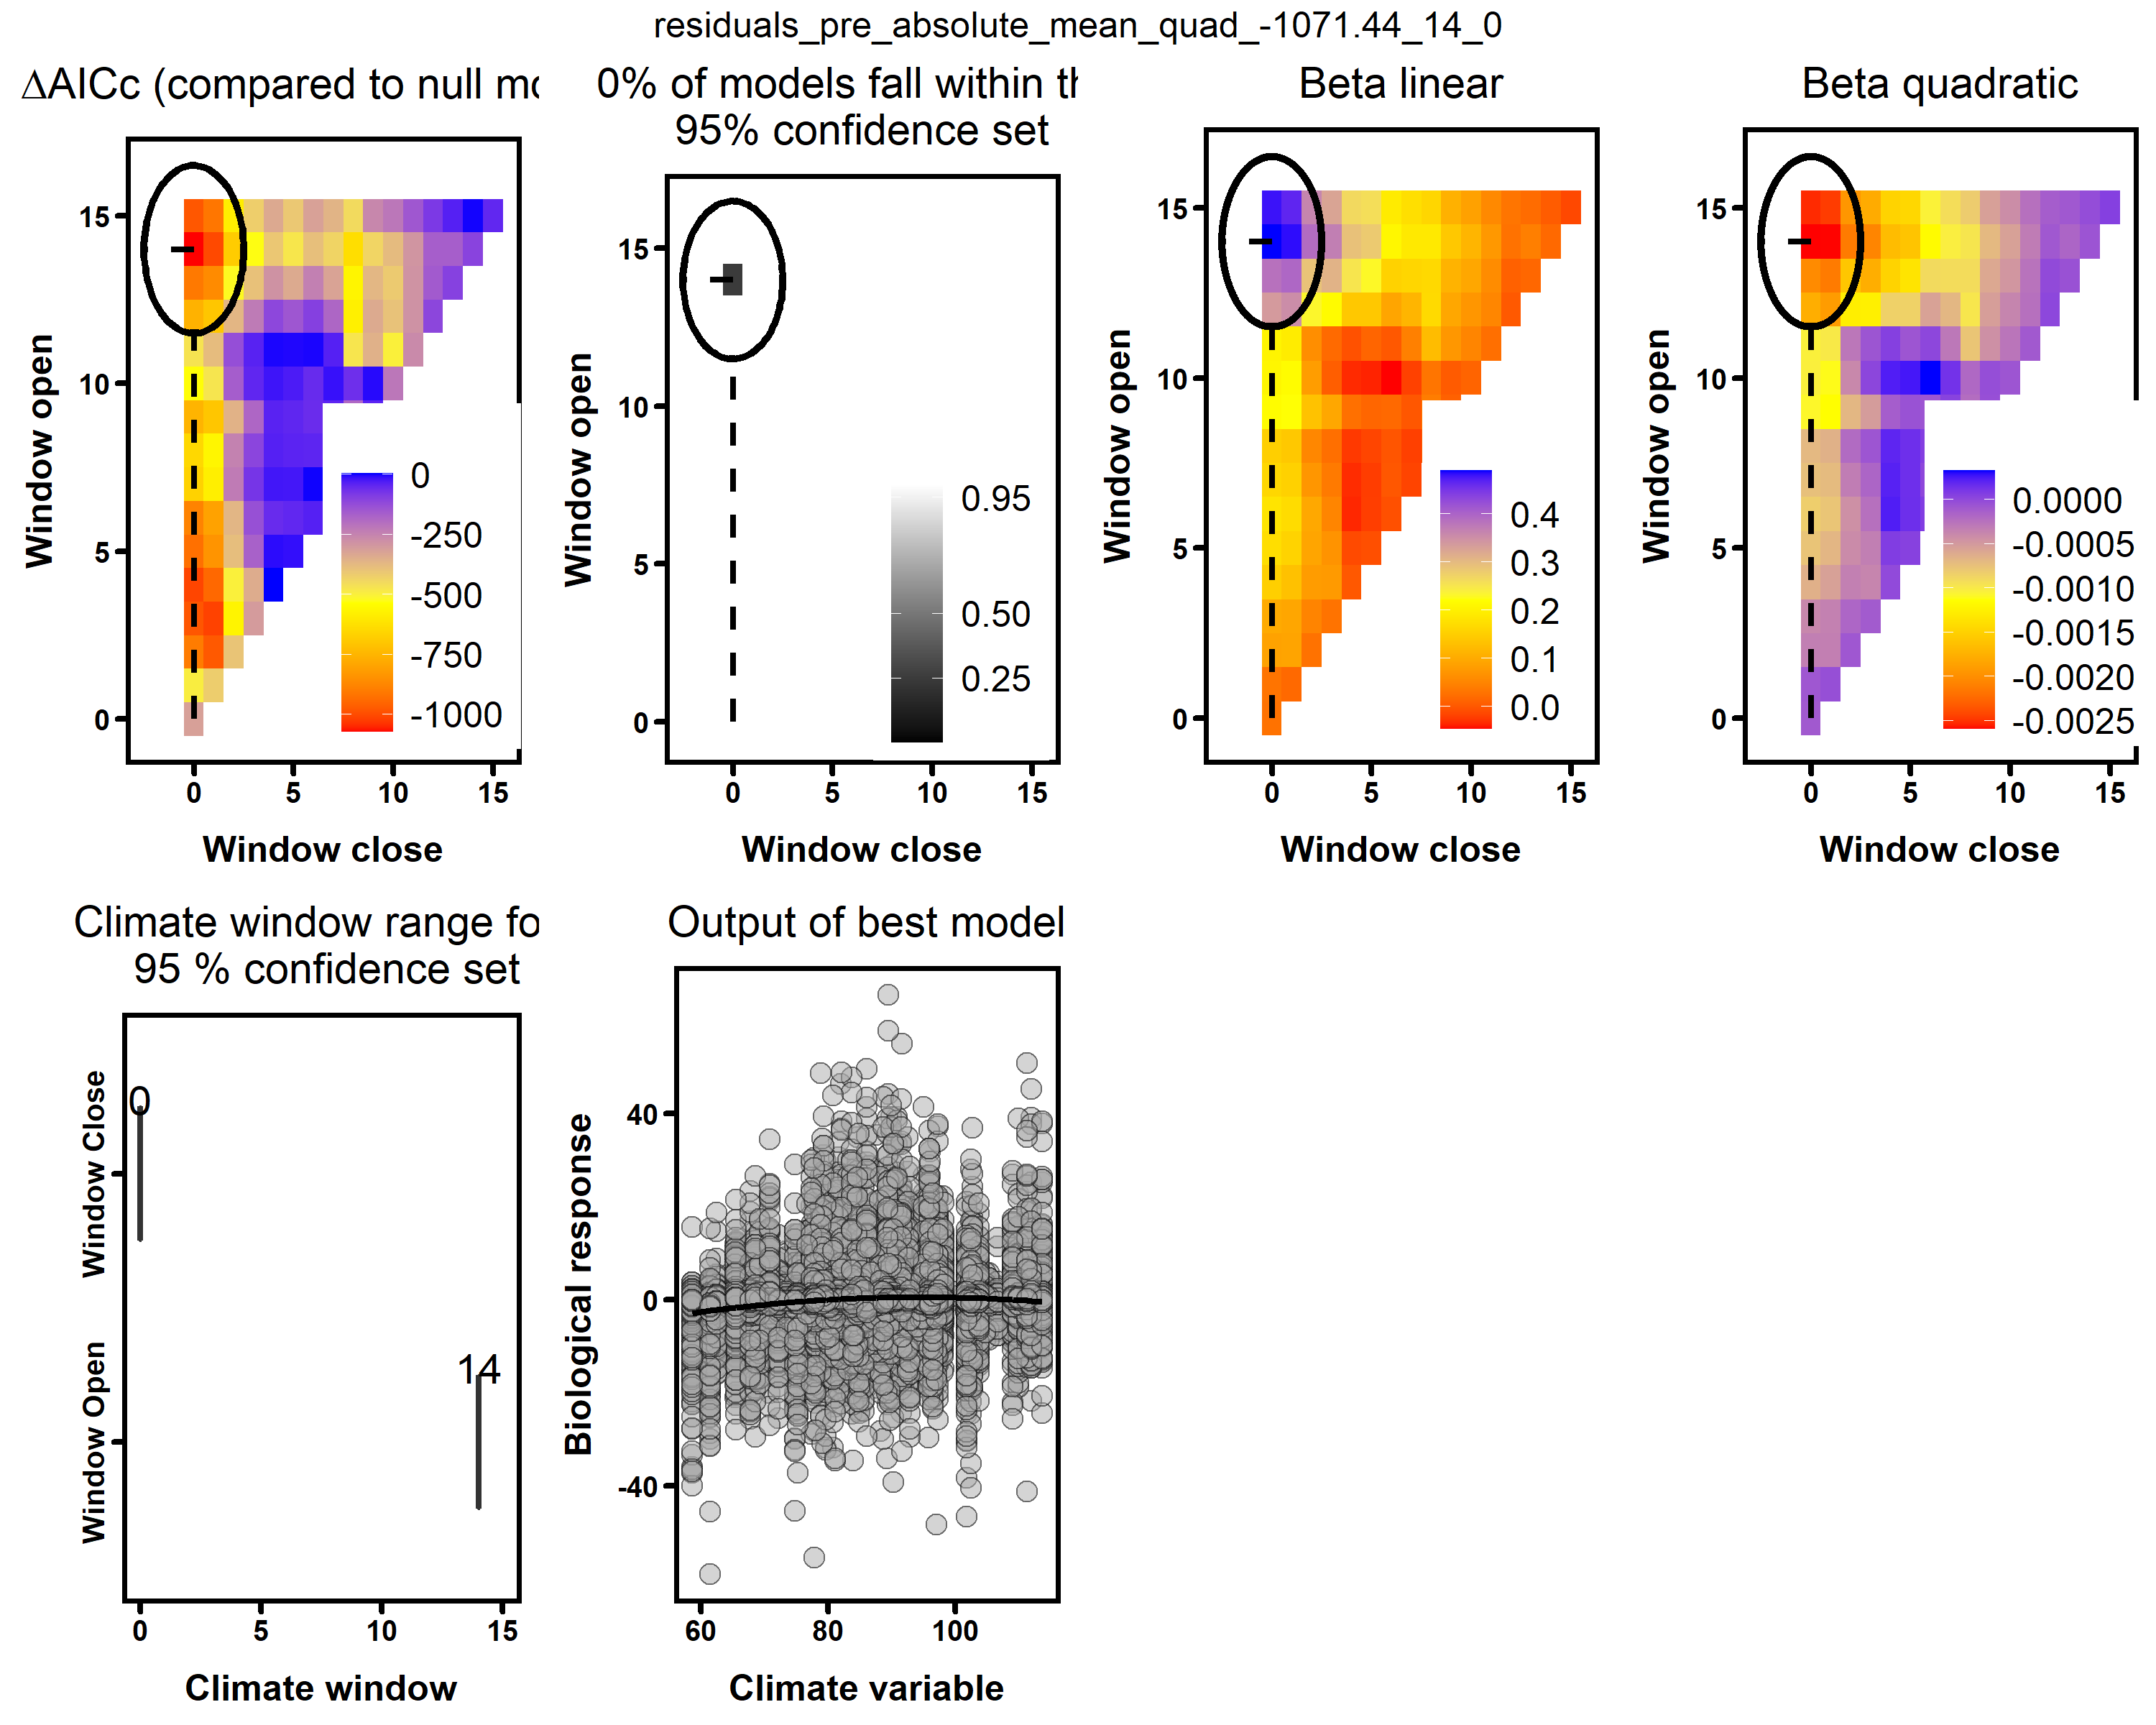 residuals_pre_absolute_mean_quad_-1071.44_14_0
ΔAICc (compared to null mo
15
10
5
0
Window open
0
-250
-500
-750
-1000
0 5 10 15
Window close
0% of models fall within th
95% confidence set
15
10
5
0
Window open
0.95
0.50
0.25
0 5 10 15
Window close
Beta linear
15
10
5
0
Window open
0.4
0.3
0.2
0.1
0.0
0 5 10 15
Window close
Beta quadratic
15
10
5
0
Window open
0.0000
-0.0005
-0.0010
-0.0015
-0.0020
-0.0025
0 5 10 15
Window close
Climate window range fo
95 % confidence set
Window Close
Window Open
0
14
0 5 10 15
Climate window
Output of best model
40
0
-40
Biological response
60 80 100
Climate variable